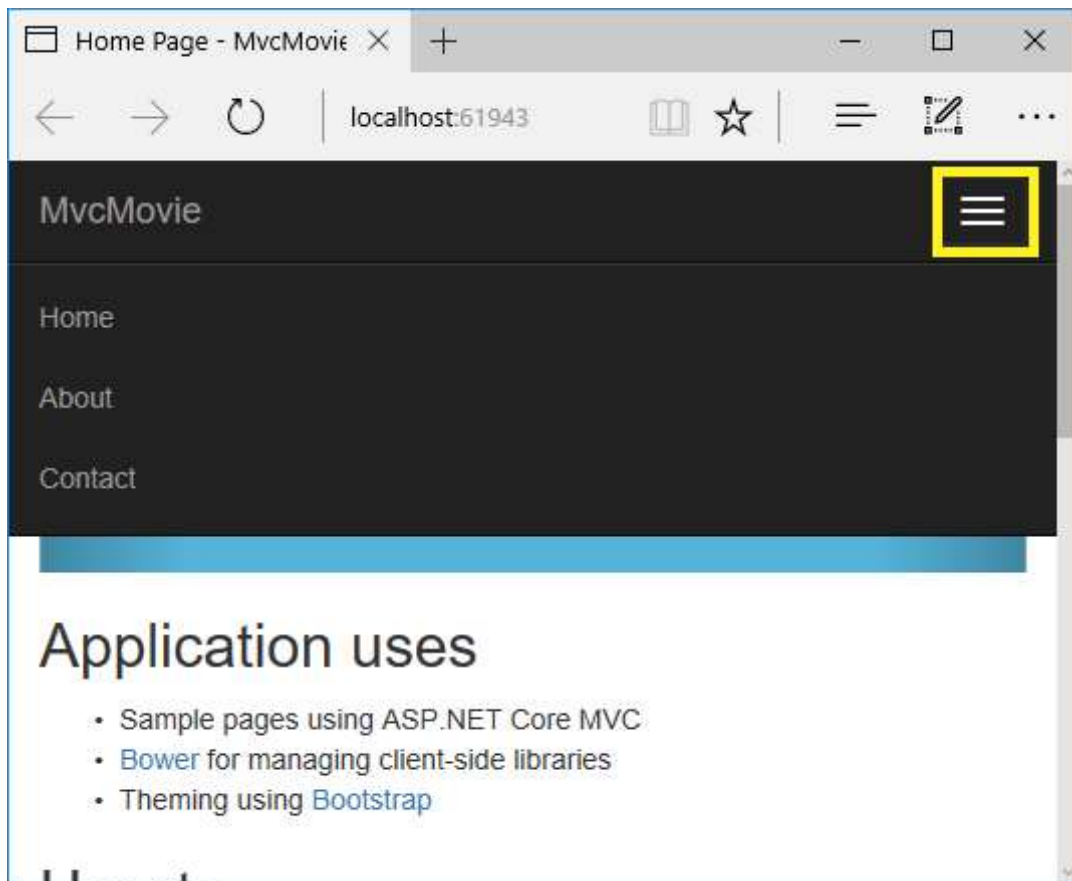 Home Page - MvcMovie
localhost:61943
MvcMovie
Home
About
Contact
Application uses
• Sample pages using ASP.NET Core MVC
• Bower for managing client-side libraries
• Theming using Bootstrap